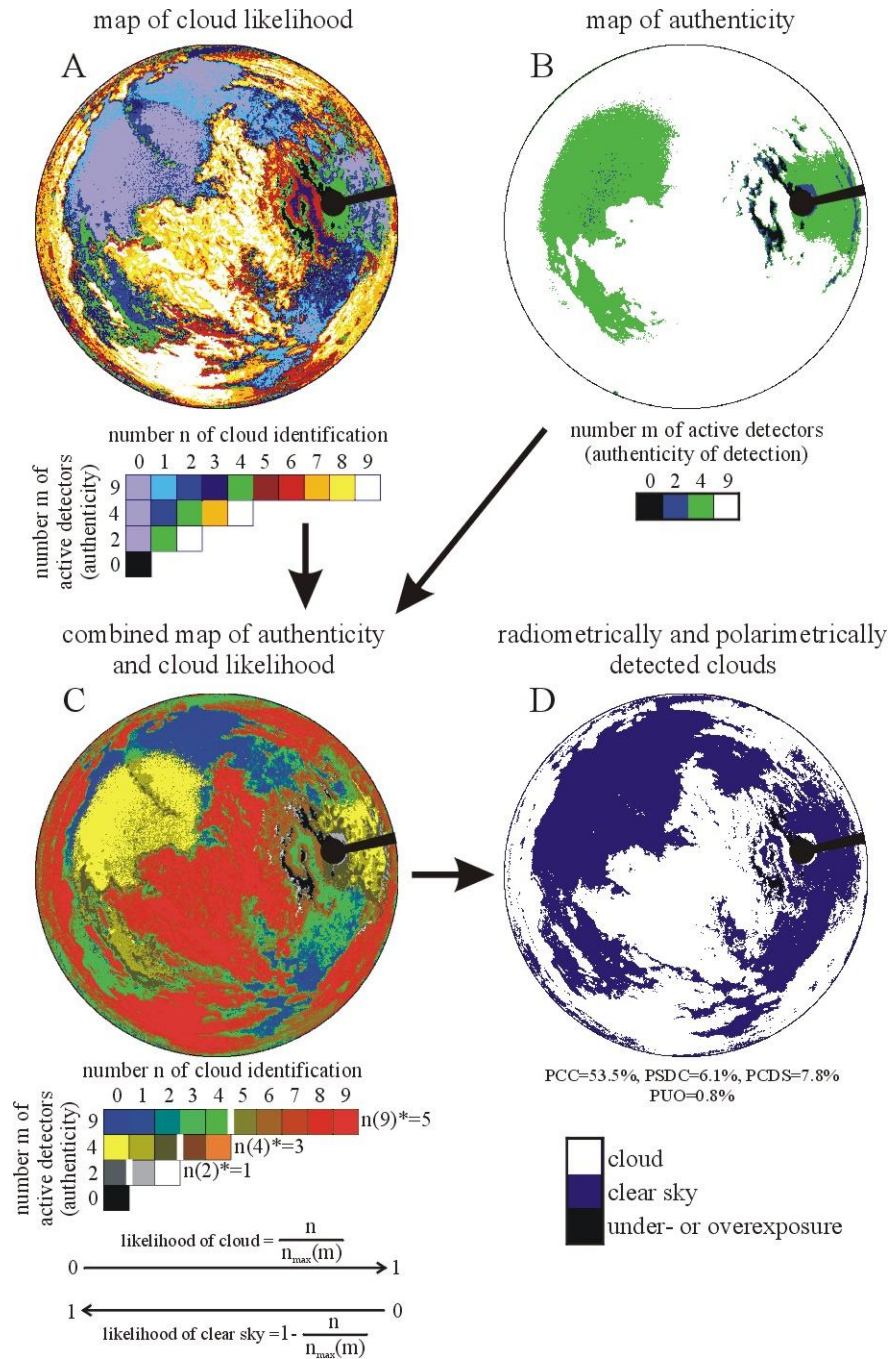 map of cloud likelihood
map of authenticity
A
B
number n of cloud identification
0 1 2 3 4 5 6 7 8 9
number m of
active detectors
(authenticity)
9
4
2
0
number m of active detectors
(authenticity of detection)
0 2 4 9
combined map of authenticity
and cloud likelihood
radiometrically and polarimetrically
detected clouds
C
D
number n of cloud identification
0 1 2 3 4 5 6 7 8 9
number m of
active detectors
(authenticity)
9
4
2
0
n(9)*=5
n(4)*=3
n(2)*=1
likelihood of cloud = n / nmax(m)
0 1
1 0
likelihood of clear sky =1- n / nmax(m)
PCC=53.5%, PSDC=6.1%, PCDS=7.8%
PUO=0.8%
cloud
clear sky
under- or overexposure